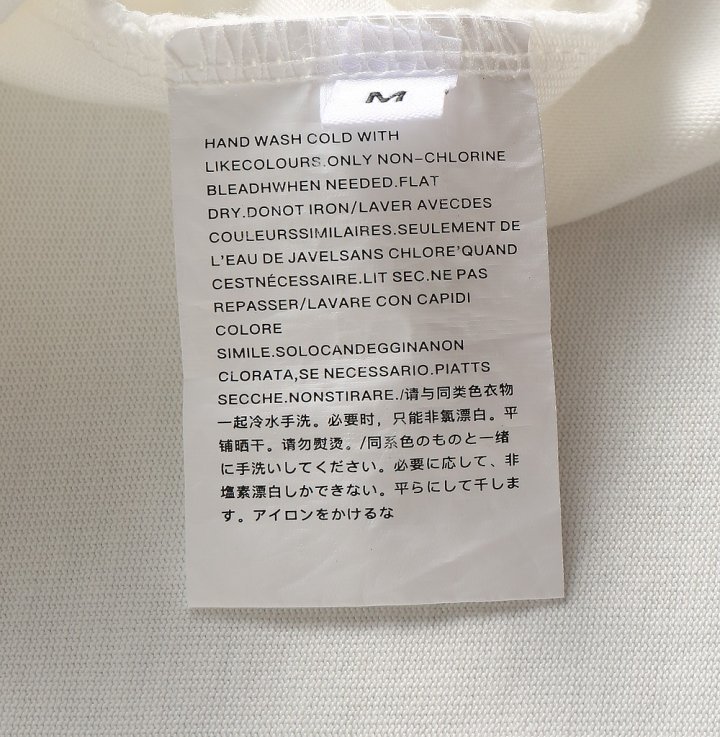 M
HAND WASH COLD WITH
LIKECOLOURS.ONLY NON-CHLORINE
BLEADHWHEN NEEDED.FLAT
DRY.DONOT IRON/LAVER AVECDES
COULEURSSIMILAIRES.SEULEMENT DE
L'EAU DE JAVELSANS CHLORE'QUAND
CESTNÉCESSAIRE.LIT SEC.NE PAS
REPASSER/LAVARE CON CAPIDI
COLORE
SIMILE.SOLOCANDEGGINANON
CLORATA,SE NECESSARIO.PIATTS
SECCHE.NONSTIRARE./请与同类色衣物
一起冷水手洗。必要时，只能非氯漂白。平
铺晒干。请勿熨烫。/同系色のものと一緒
に手洗いしてください。必要に応して、非
塩素漂白しかできない。平らにして千しま
す。アイロンをかけるな